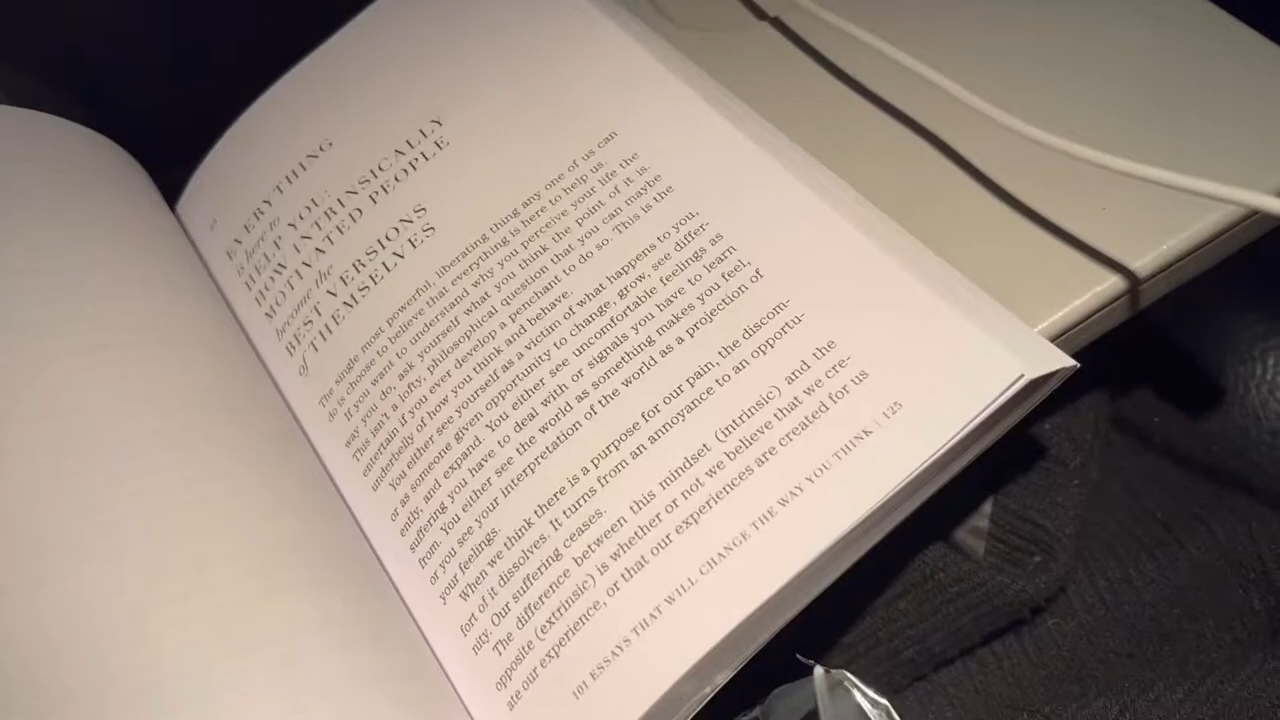 EVERYTHING
is here to
HELP YOU:
HOW INTRINSICALLY
MOTIVATED PEOPLE
become the
BEST VERSIONS
of THEMSELVES
The single most powerful, liberating thing any one of us can
do is choose to believe that everything is here to help us.
If you want to understand why you perceive your life the
way you do, ask yourself what you think the point of it is.
This isn't a lofty, philosophical question that you can maybe
entertain if you ever develop a penchant to do so. This is the
underbelly of how you think and behave.
You either see yourself as a victim of what happens to you,
or as someone given opportunity to change, grow, see differ-
ently, and expand. You either see uncomfortable feelings as
suffering you have to deal with or signals you have to learn
from. You either see the world as something makes you feel,
or you see your interpretation of the world as a projection of
your feelings.
When we think there is a purpose for our pain, the discom-
fort of it dissolves. It turns from an annoyance to an opportu-
nity. Our suffering ceases.
The difference between this mindset (intrinsic) and the
opposite (extrinsic) is whether or not we believe that we cre-
ate our experience, or that our experiences are created for us
101 ESSAYS THAT WILL CHANGE THE WAY YOU THINK | 125